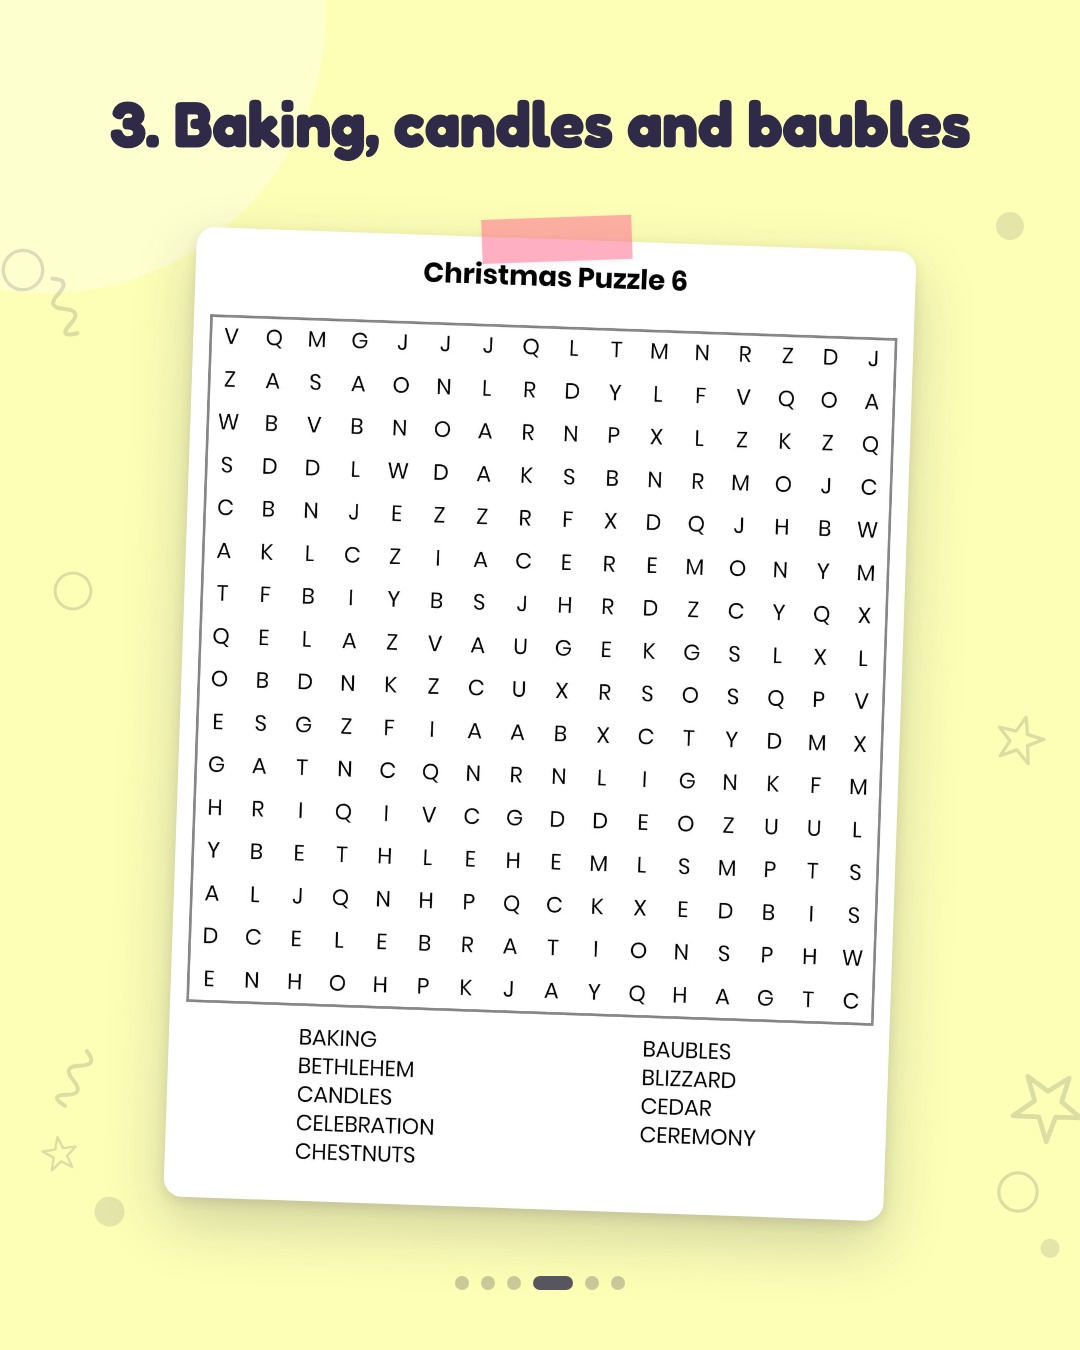 3. Baking, candles and baubles
Christmas Puzzle 6
V Q M G J J J Q L T M N R Z D J
Z A S A O N L R D Y L F V Q O A
W B V B N O A R N P X L Z K Z Q
S D D L W D A K S B N R M O J C
C B N J E Z Z R F X D Q J H B W
A K L C Z I A C E R E M O N Y M
T F B I Y B S J H R D Z C Y Q X
Q E L A Z V A U G E K G S L X L
O B D N K Z C U X R S O S Q P V
E S G Z F I A A B X C T Y D M X
G A T N C Q N R N L I G N K F M
H R I Q I V C G D D E O Z U U L
Y B E T H L E H E M L S M P T S
A L J Q N H P Q C K X E D B I S
D C E L E B R A T I O N S P H W
E N H O H P K J A Y Q H A G T C
BAKING
BETHLEHEM
CANDLES
CELEBRATION
CHESTNUTS
BAUBLES
BLIZZARD
CEDAR
CEREMONY